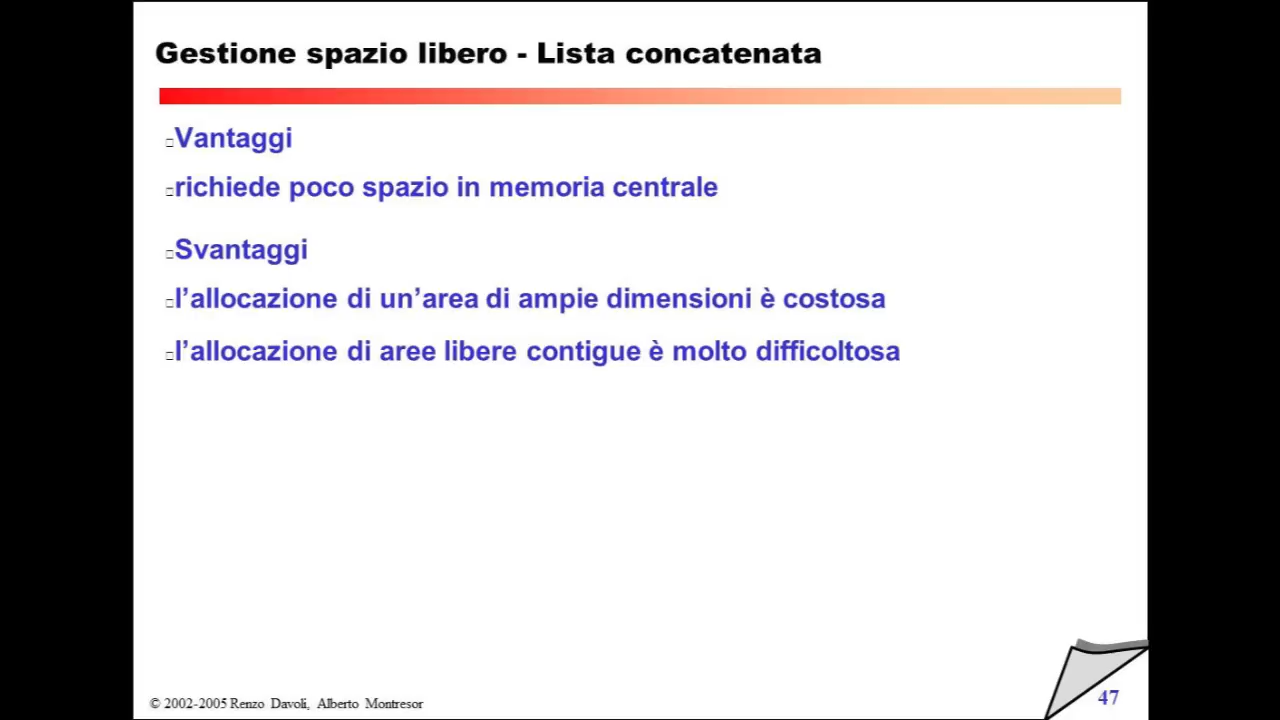 Gestione spazio libero - Lista concatenata
Vantaggi
richiede poco spazio in memoria centrale
Svantaggi
l’allocazione di un’area di ampie dimensioni è costosa
l’allocazione di aree libere contigue è molto difficoltosa
© 2002-2005 Renzo Davoli, Alberto Montresor
47